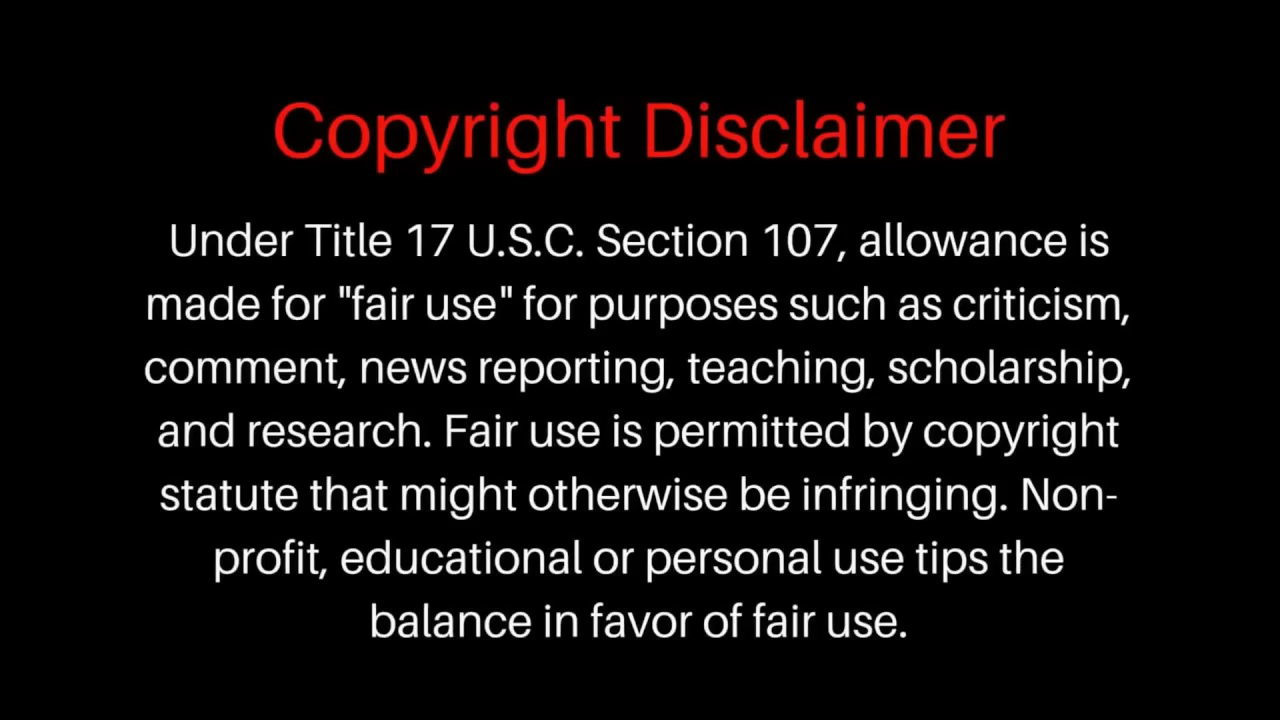 Copyright Disclaimer
Under Title 17 U.S.C. Section 107, allowance is
made for "fair use" for purposes such as criticism,
comment, news reporting, teaching, scholarship,
and research. Fair use is permitted by copyright
statute that might otherwise be infringing. Non-
profit, educational or personal use tips the
balance in favor of fair use.